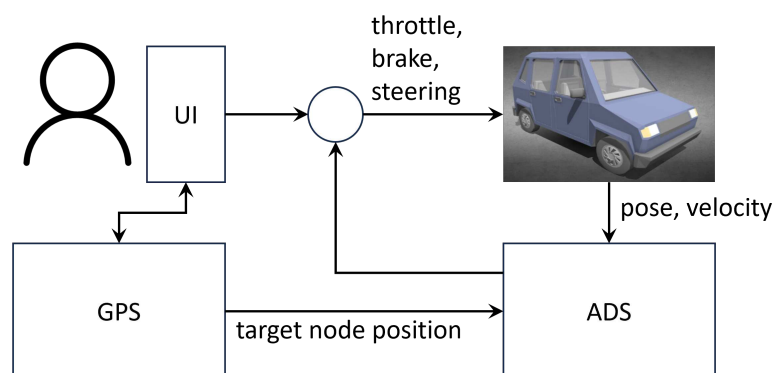 throttle,
brake,
steering
UI
pose, velocity
GPS
ADS
target node position